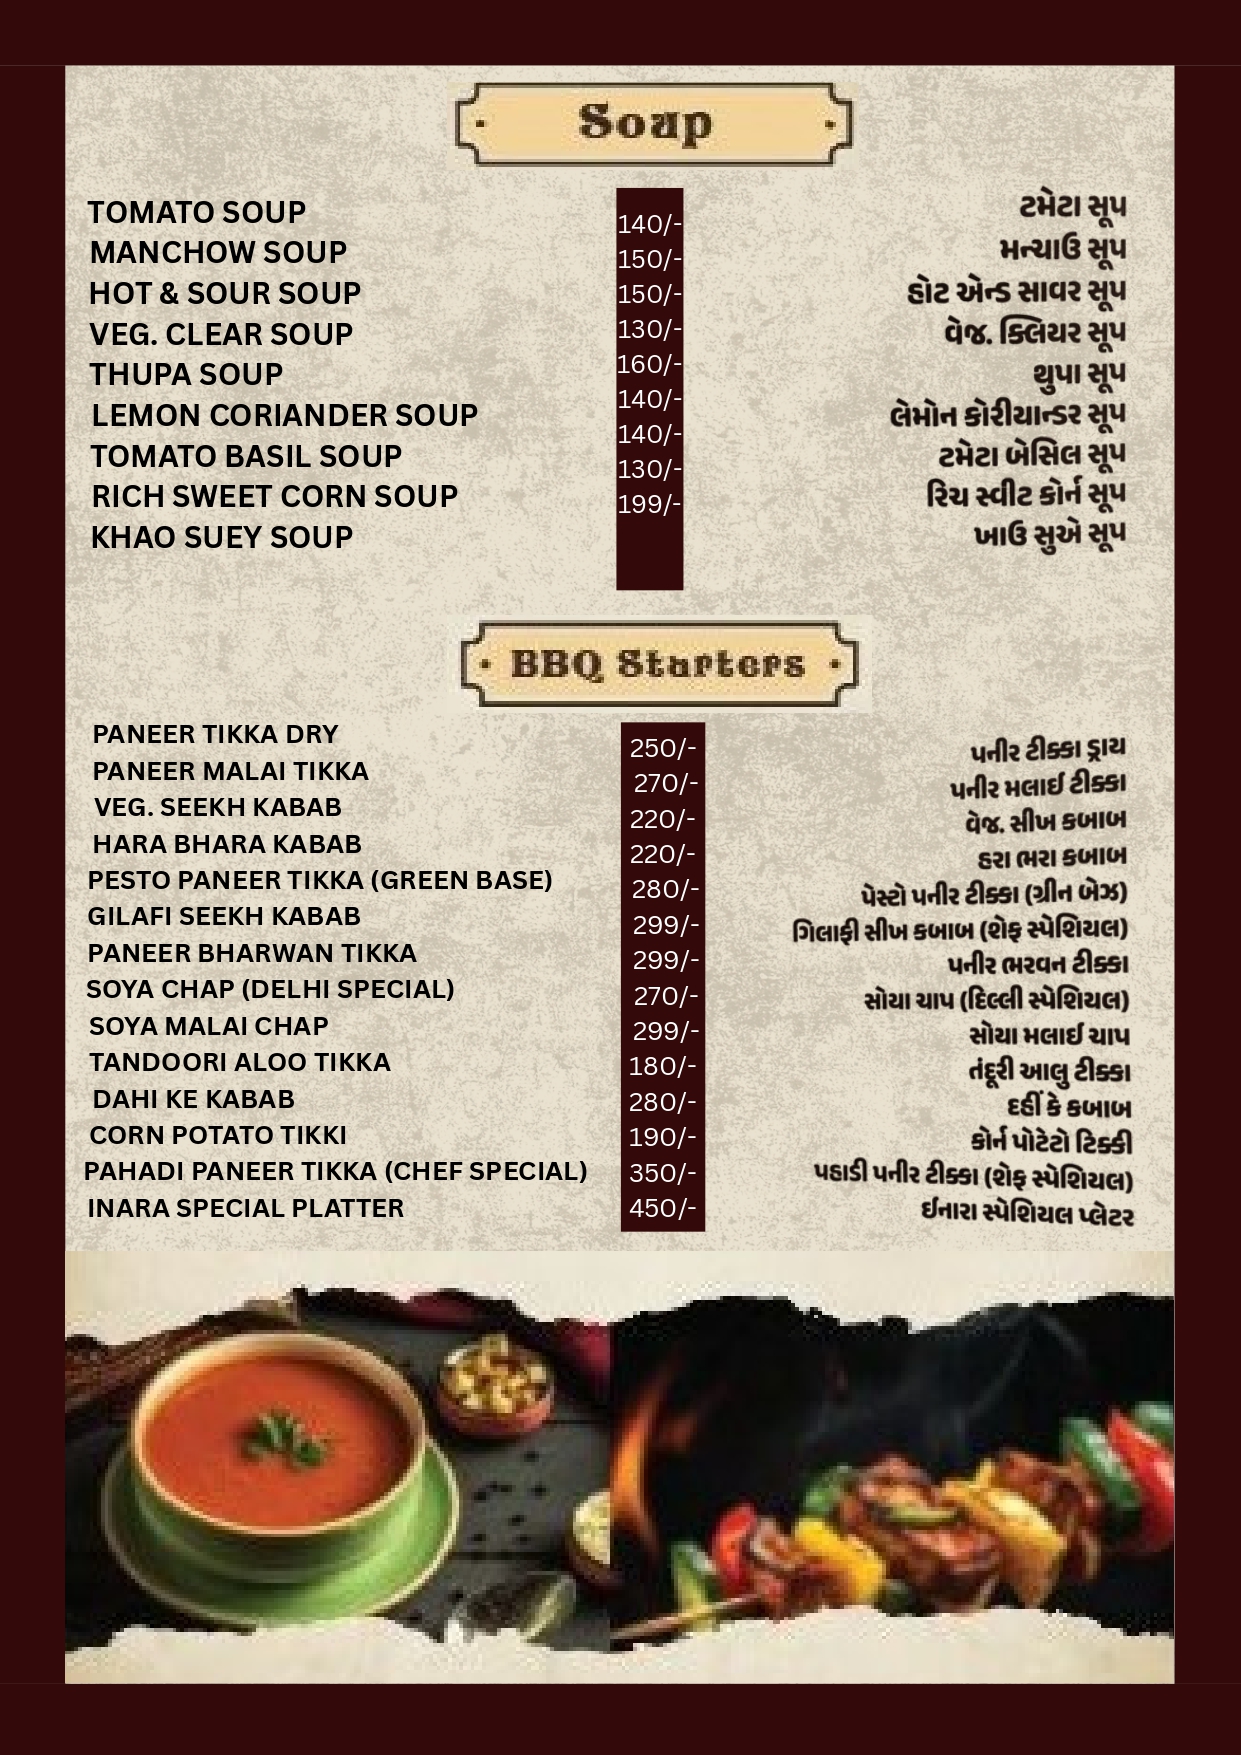 Soup
TOMATO SOUP 140/- ટમેટા સૂપ
MANCHOW SOUP 150/- મન્ચાઉ સૂપ
HOT & SOUR SOUP 150/- હોટ એન્ડ સાવર સૂપ
VEG. CLEAR SOUP 130/- વેજ. ક્લિયર સૂપ
THUPA SOUP 160/- થુપા સૂપ
LEMON CORIANDER SOUP 140/- લેમોન કોરીયાન્ડર સૂપ
TOMATO BASIL SOUP 140/- ટમેટા બેસિલ સૂપ
RICH SWEET CORN SOUP 130/- રિચ સ્વીટ કોર્ન સૂપ
KHAO SUEY SOUP 199/- ખાઉ સુએ સૂપ
BBQ Starters
PANEER TIKKA DRY 250/- પનીર ટીક્કા ડ્રાય
PANEER MALAI TIKKA 270/- પનીર મલાઈ ટીક્કા
VEG. SEEKH KABAB 220/- વેજ. સીખ કબાબ
HARA BHARA KABAB 220/- હરા ભરા કબાબ
PESTO PANEER TIKKA (GREEN BASE) 280/- પેસ્ટો પનીર ટીક્કા (ગ્રીન બેઝ)
GILAFI SEEKH KABAB 299/- ગિલાફી સીખ કબાબ (શેફ સ્પેશિયલ)
PANEER BHARWAN TIKKA 299/- પનીર ભરવન ટીક્કા
SOYA CHAP (DELHI SPECIAL) 270/- સોયા ચાપ (દિલ્લી સ્પેશિયલ)
SOYA MALAI CHAP 299/- સોયા મલાઈ ચાપ
TANDOORI ALOO TIKKA 180/- તંદૂરી આલુ ટીક્કા
DAHI KE KABAB 280/- દહીં કે કબાબ
CORN POTATO TIKKI 190/- કોર્ન પોટેટો ટિક્કી
PAHADI PANEER TIKKA (CHEF SPECIAL) 350/- પહાડી પનીર ટીક્કા (શેફ સ્પેશિયલ)
INARA SPECIAL PLATTER 450/- ઈનારા સ્પેશિયલ પ્લેટર